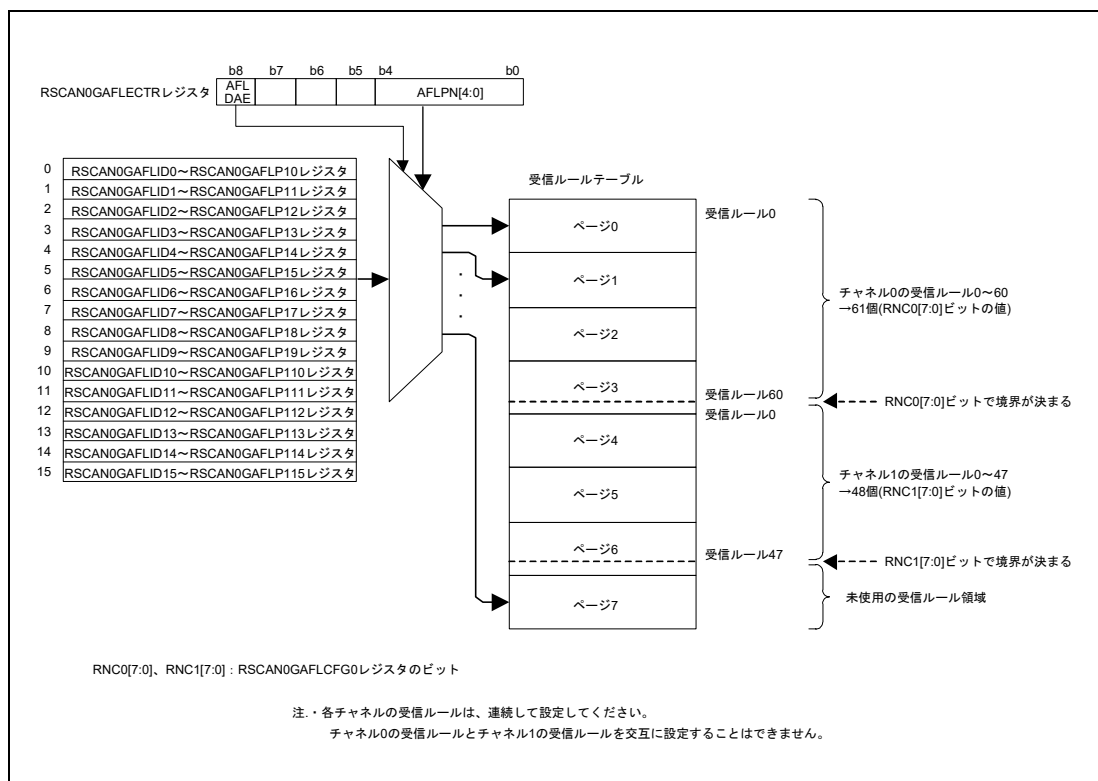 b8 b7 b6 b5 b4 b0
RSCAN0GAFLECTRレジスタ
AFL
DAE
AFLPN[4:0]
0 RSCAN0GAFLID0～RSCAN0GAFLP10レジスタ
1 RSCAN0GAFLID1～RSCAN0GAFLP11レジスタ
2 RSCAN0GAFLID2～RSCAN0GAFLP12レジスタ
3 RSCAN0GAFLID3～RSCAN0GAFLP13レジスタ
4 RSCAN0GAFLID4～RSCAN0GAFLP14レジスタ
5 RSCAN0GAFLID5～RSCAN0GAFLP15レジスタ
6 RSCAN0GAFLID6～RSCAN0GAFLP16レジスタ
7 RSCAN0GAFLID7～RSCAN0GAFLP17レジスタ
8 RSCAN0GAFLID8～RSCAN0GAFLP18レジスタ
9 RSCAN0GAFLID9～RSCAN0GAFLP19レジスタ
10 RSCAN0GAFLID10～RSCAN0GAFLP110レジスタ
11 RSCAN0GAFLID11～RSCAN0GAFLP111レジスタ
12 RSCAN0GAFLID12～RSCAN0GAFLP112レジスタ
13 RSCAN0GAFLID13～RSCAN0GAFLP113レジスタ
14 RSCAN0GAFLID14～RSCAN0GAFLP114レジスタ
15 RSCAN0GAFLID15～RSCAN0GAFLP115レジスタ
受信ルールテーブル
ページ0
ページ1
ページ2
ページ3
ページ4
ページ5
ページ6
ページ7
受信ルール0
受信ルール60
受信ルール0
受信ルール47
チャネル0の受信ルール0～60
→61個(RNC0[7:0]ビットの値)
RNC0[7:0]ビットで境界が決まる
チャネル1の受信ルール0～47
→48個(RNC1[7:0]ビットの値)
RNC1[7:0]ビットで境界が決まる
未使用の受信ルール領域
RNC0[7:0]、RNC1[7:0]：RSCAN0GAFLCFG0レジスタのビット
注.・各チャネルの受信ルールは、連続して設定してください。
チャネル0の受信ルールとチャネル1の受信ルールを交互に設定することはできません。